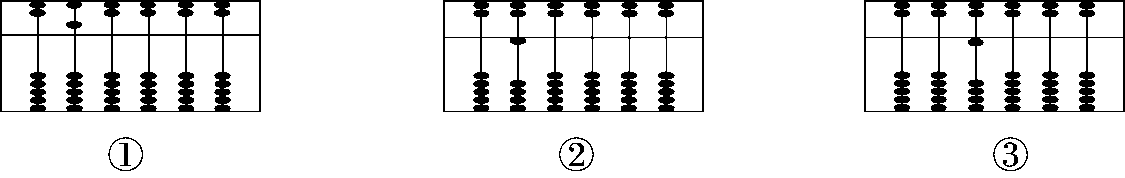 ① ② ③